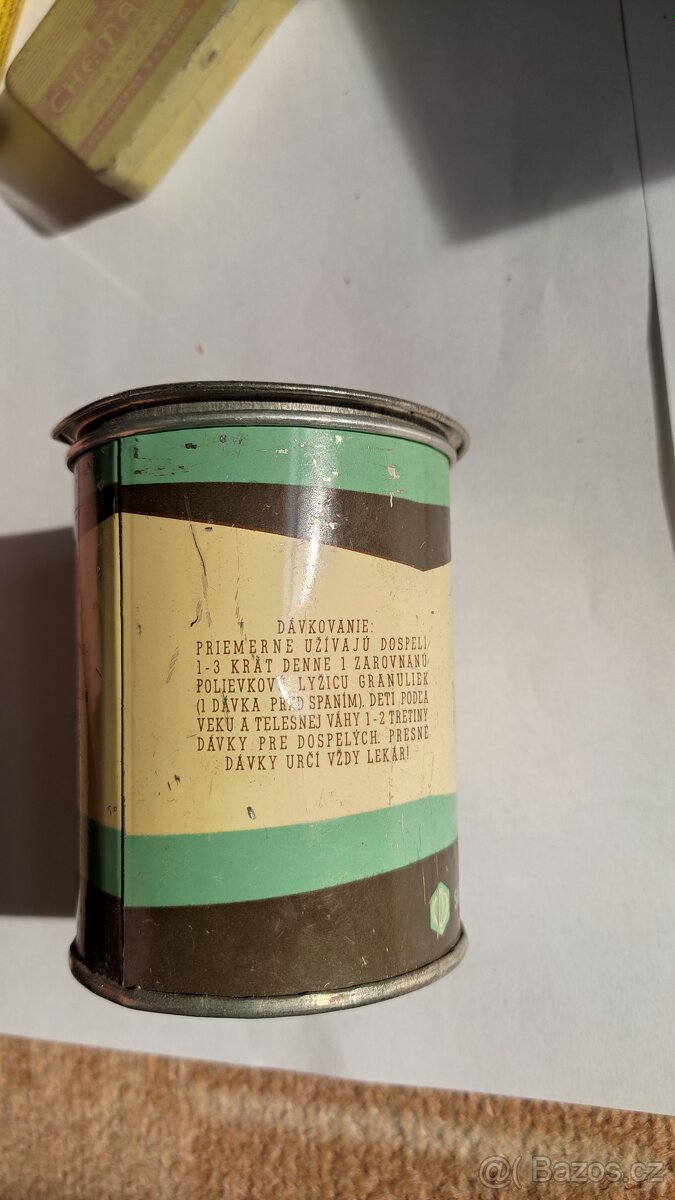 CHEMA
DÁVKOVANIE:
PRIEMERNE UŽÍVAJÚ DOSPELÍ
1-3 KRÁT DENNE 1 ZAROVNANÚ
POLIEVKOVÚ LYŽICU GRANULIEK
(1 DÁVKA PRED SPANÍM). DETI PODĽA
VEKU A TELESNEJ VÁHY 1-2 TRETINY
DÁVKY PRE DOSPELÝCH. PRESNÉ
DÁVKY URČÍ VŽDY LEKÁR!
S
@( Bazos.cz